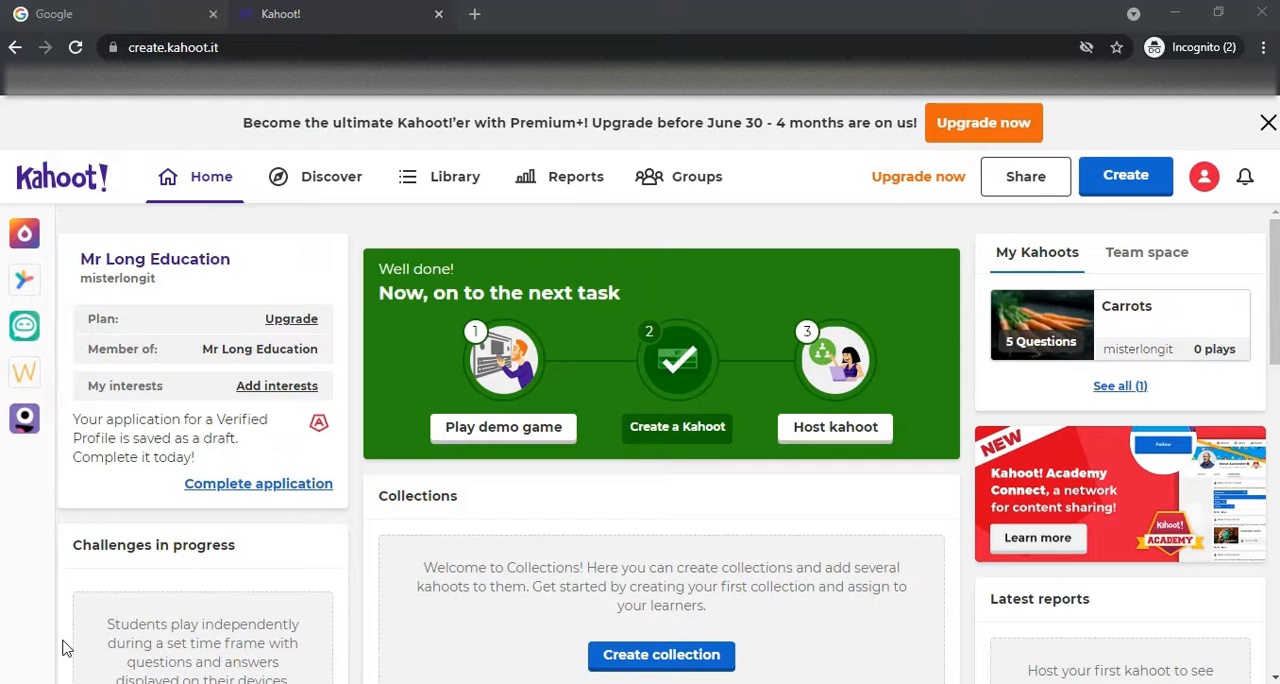 Google
Kahoot!
create.kahoot.it
Incognito (2)
Become the ultimate Kahoot!'er with Premium+! Upgrade before June 30 - 4 months are on us!
Upgrade now
Kahoot!
Home
Discover
Library
Reports
Groups
Upgrade now
Share
Create
Mr Long Education
misterlongit
Plan:
Upgrade
Member of:
Mr Long Education
My interests
Add interests
Your application for a Verified
Profile is saved as a draft.
Complete it today!
Complete application
Challenges in progress
Students play independently
during a set time frame with
questions and answers
displayed on their devices
Well done!
Now, on to the next task
1
2
3
Play demo game
Create a Kahoot
Host kahoot
Collections
Welcome to Collections! Here you can create collections and add several
kahoots to them. Get started by creating your first collection and assign to
your learners.
Create collection
My Kahoots
Team space
5 Questions
Carrots
misterlongit
0 plays
See all (1)
NEW
Kahoot! Academy
Connect, a network
for content sharing!
Learn more
Follow
Kahoot!
ACADEMY
Latest reports
Host your first kahoot to see